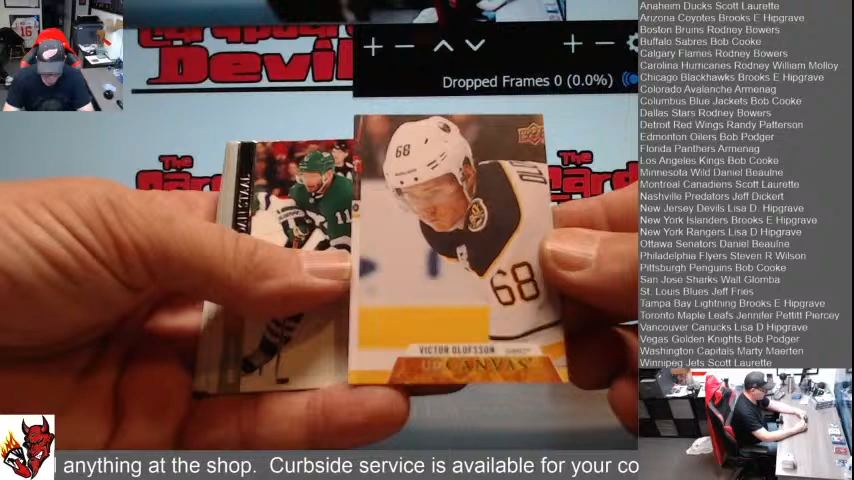 16
The
Cardboard
Devil
+ − + −
Dropped Frames 0 (0.0%)
The
The
STAAL
11
68
68
VICTOR OLOFSSON
UD CANVAS
Anaheim Ducks Scott Laurette
Arizona Coyotes Brooks E Hipgrave
Boston Bruins Rodney Bowers
Buffalo Sabres Bob Cooke
Calgary Flames Rodney Bowers
Carolina Hurricanes Rodney William Molloy
Chicago Blackhawks Brooks E Hipgrave
Colorado Avalanche Armenag
Columbus Blue Jackets Bob Cooke
Dallas Stars Rodney Bowers
Detroit Red Wings Randy Patterson
Edmonton Oilers Bob Podger
Florida Panthers Armenag
Los Angeles Kings Bob Cooke
Minnesota Wild Daniel Beaulne
Montreal Canadiens Scott Laurette
Nashville Predators Jeff Dickert
New Jersey Devils Lisa D. Hipgrave
New York Islanders Brooks E Hipgrave
New York Rangers Lisa D Hipgrave
Ottawa Senators Daniel Beaulne
Philadelphia Flyers Steven R Wilson
Pittsburgh Penguins Bob Cooke
San Jose Sharks Walt Glomba
St. Louis Blues Jeff Fries
Tampa Bay Lightning Brooks E Hipgrave
Toronto Maple Leafs Jennifer Pettitt Piercey
Vancouver Canucks Lisa D Hipgrave
Vegas Golden Knights Bob Podger
Washington Capitals Marty Maerten
Winnipeg Jets Scott Laurette
anything at the shop. Curbside service is available for your co